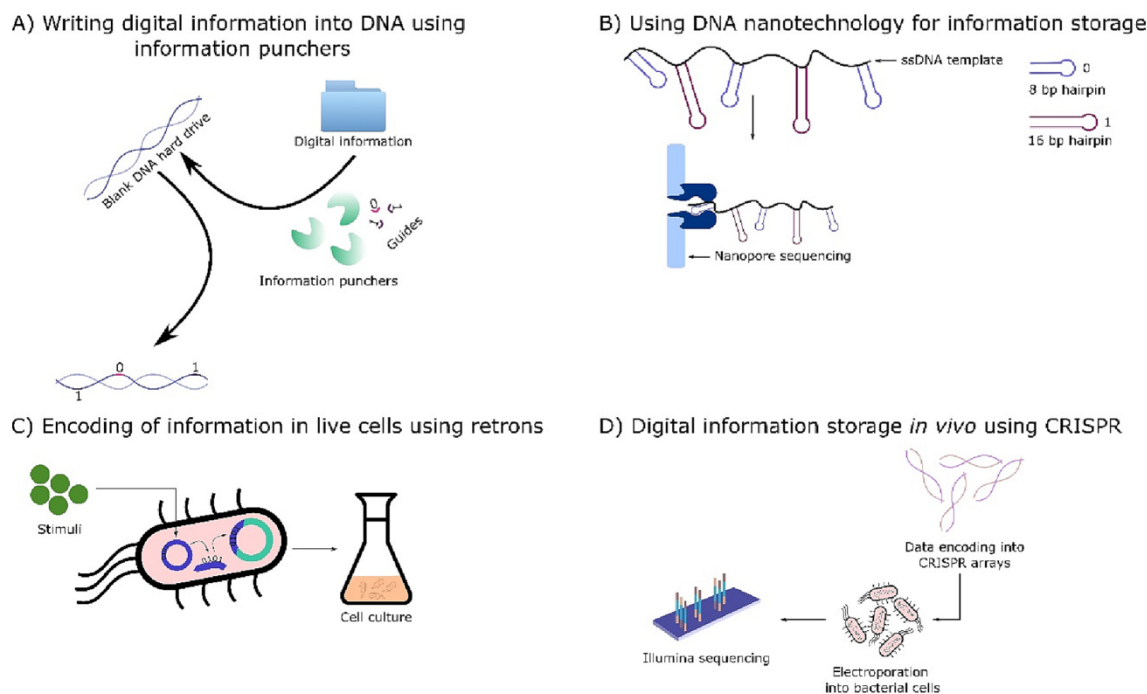 A) Writing digital information into DNA using
information punchers
Blank DNA hard drive
Digital information
Guides
Information punchers
0
1
1
B) Using DNA nanotechnology for information storage
ssDNA template
0
8 bp hairpin
1
16 bp hairpin
Nanopore sequencing
C) Encoding of information in live cells using retrons
Stimuli
Cell culture
D) Digital information storage in vivo using CRISPR
Data encoding into
CRISPR arrays
Illumina sequencing
Electroporation
into bacterial cells